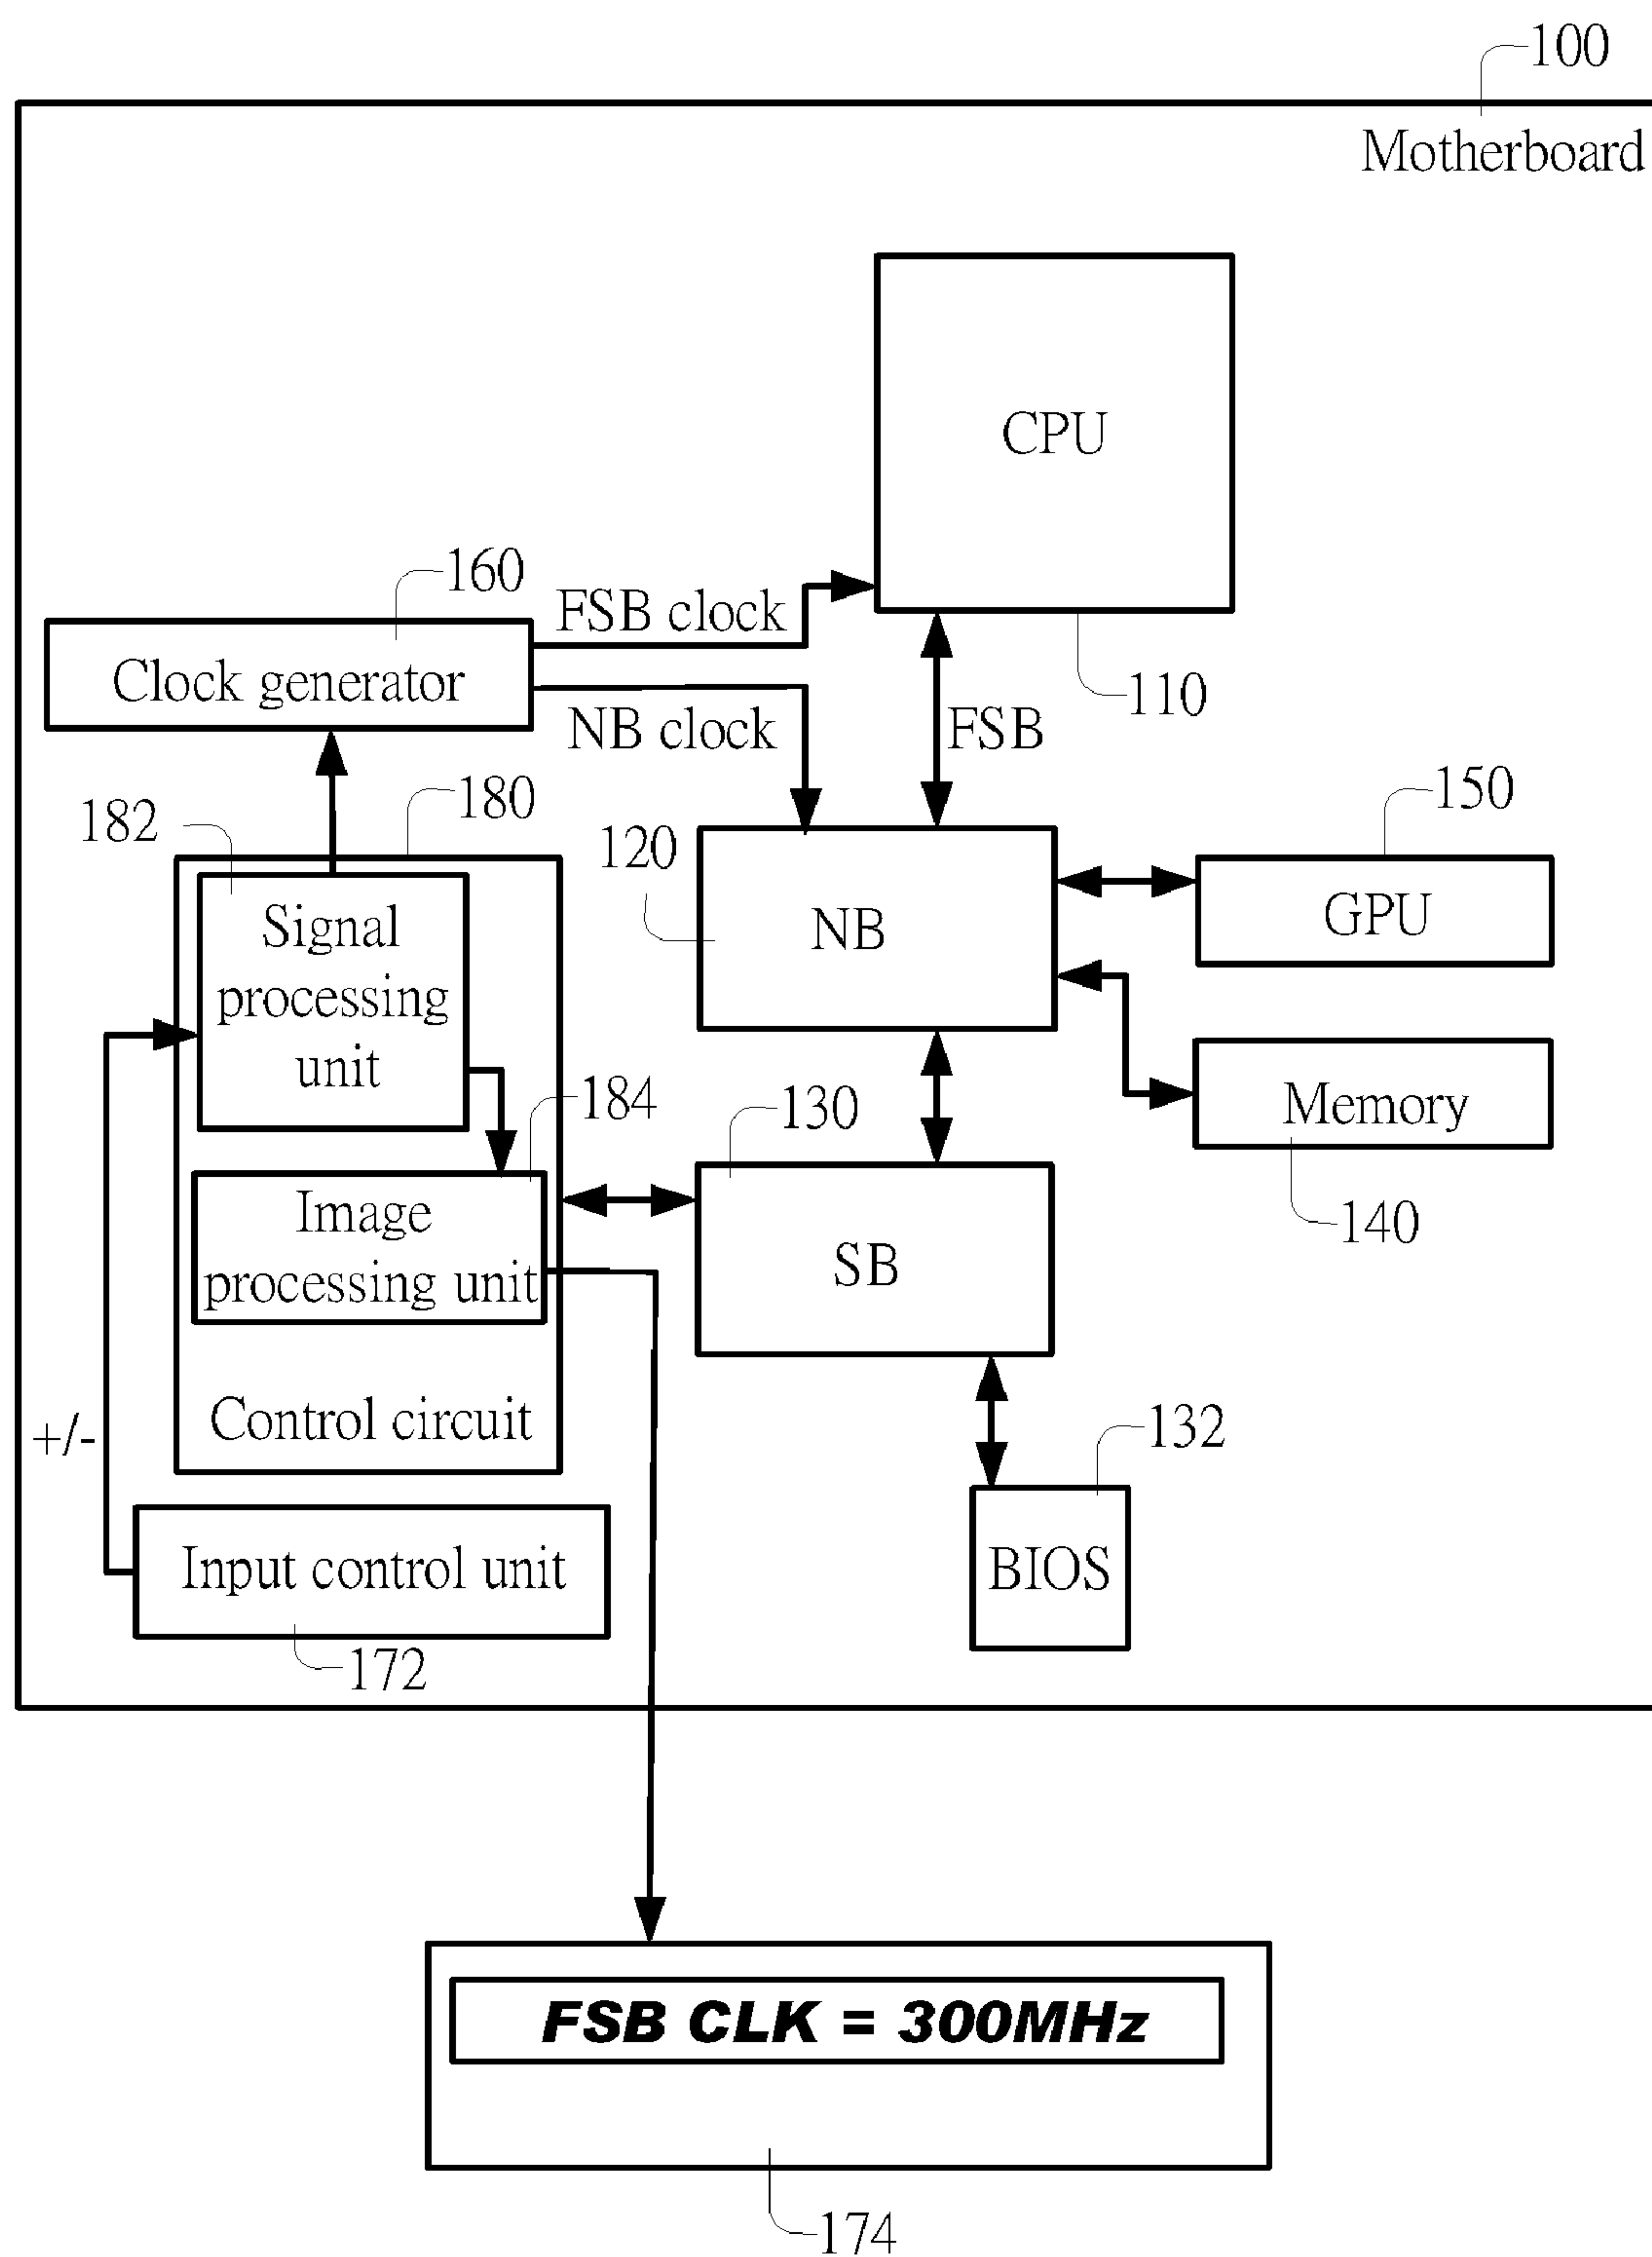 100
Motherboard
CPU
160
FSB clock
Clock generator
110
NB clock
FSB
150
180
182
120
GPU
NB
Signal
processing
unit
Memory
184
130
Image
140
SB
processing unit
132
Control circuit
+/-
BIOS
Input control unit
172
FSB CLK = 300MHz
174